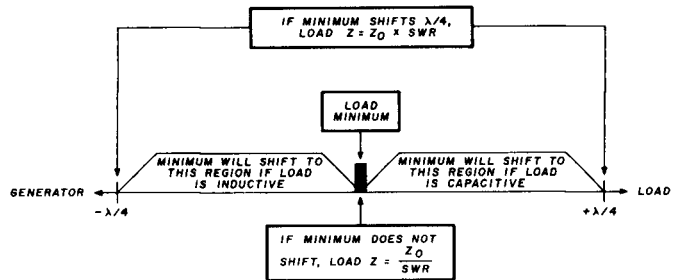 IF MINIMUM SHIFTS λ/4,
LOAD Z = Z₀ × SWR
LOAD
MINIMUM
MINIMUM WILL SHIFT TO
THIS REGION IF LOAD
IS INDUCTIVE
MINIMUM WILL SHIFT TO
THIS REGION IF LOAD
IS CAPACITIVE
GENERATOR
LOAD
-λ/4
+λ/4
IF MINIMUM DOES NOT
SHIFT, LOAD Z = Z₀/SWR